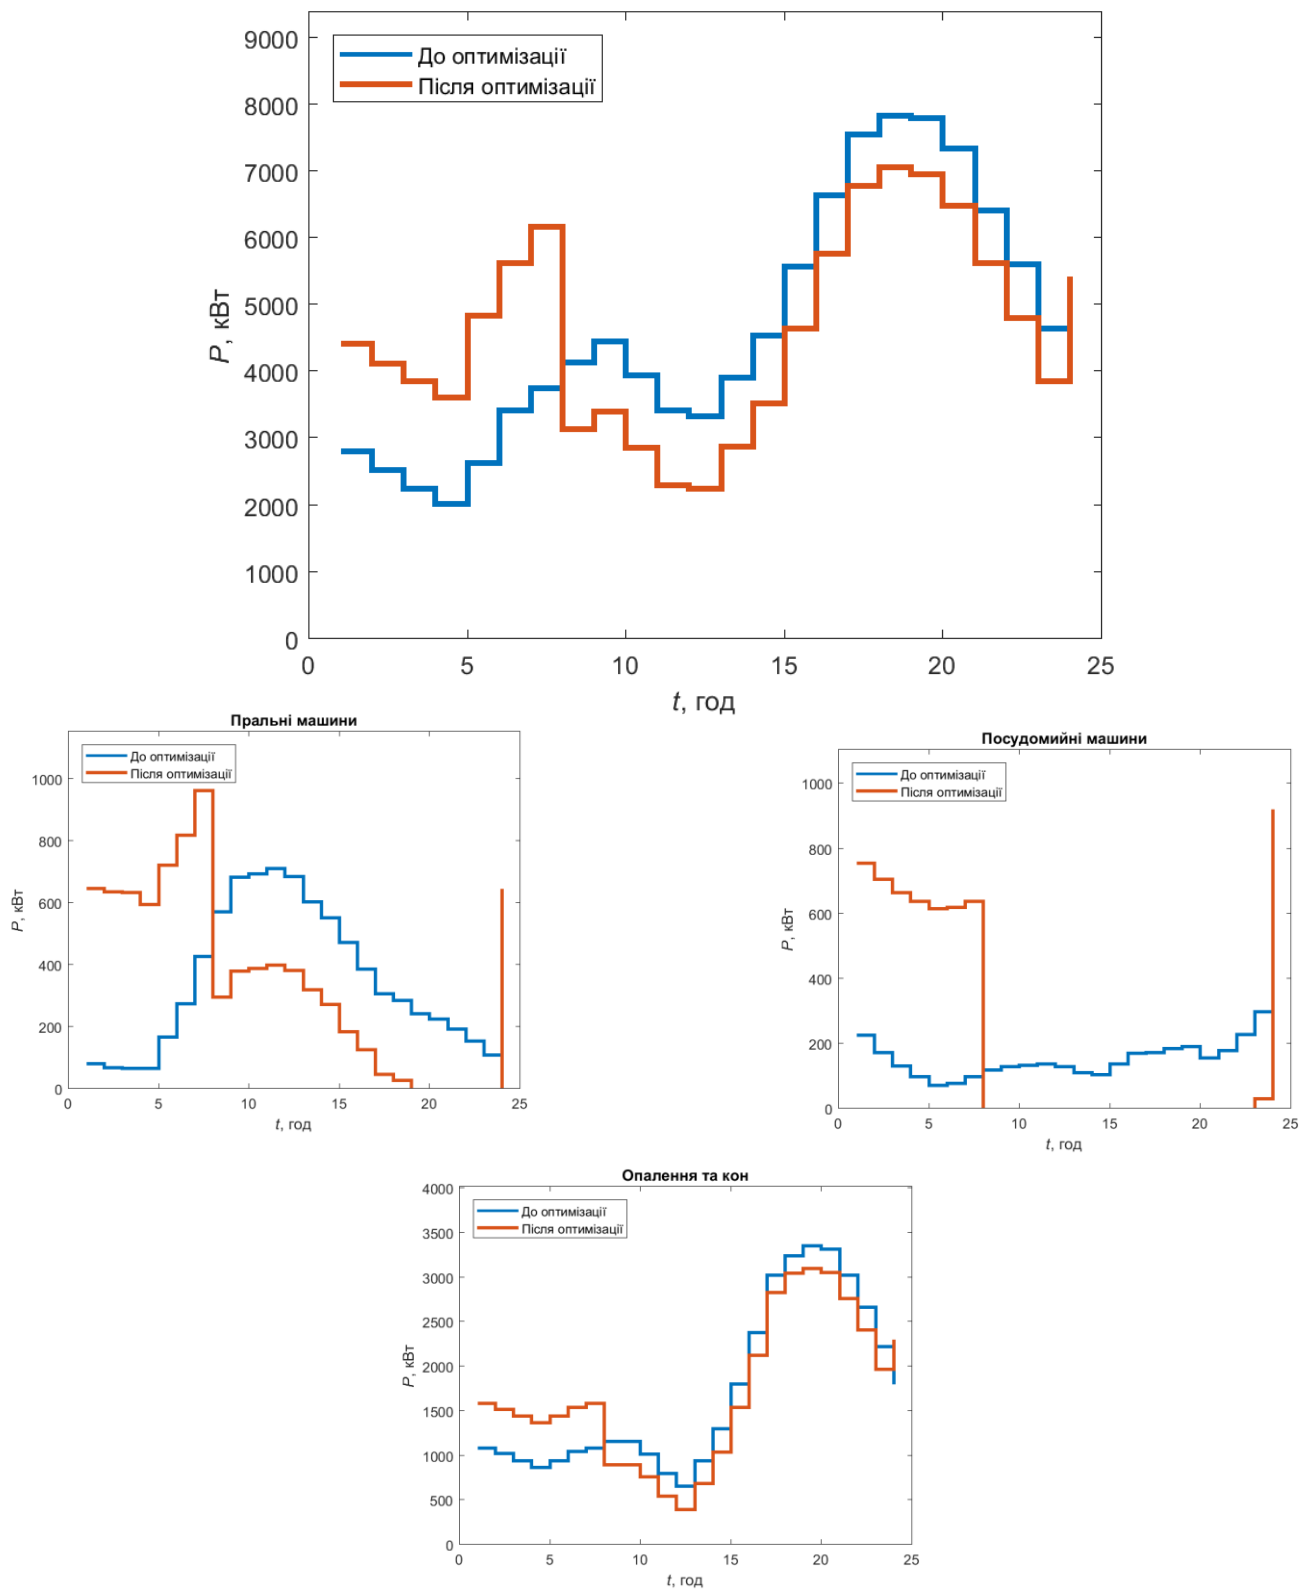 9000
8000
7000
6000
5000
4000
3000
2000
1000
0
P, кВт
До оптимізації
Після оптимізації
0 5 10 15 20 25
t, год
Пральні машини
1000
800
600
400
200
0
P, кВт
До оптимізації
Після оптимізації
0 5 10 15 20 25
t, год
Посудомийні машини
1000
800
600
400
200
0
P, кВт
До оптимізації
Після оптимізації
0 5 10 15 20 25
t, год
Опалення та кон
4000
3500
3000
2500
2000
1500
1000
500
0
P, кВт
До оптимізації
Після оптимізації
0 5 10 15 20 25
t, год